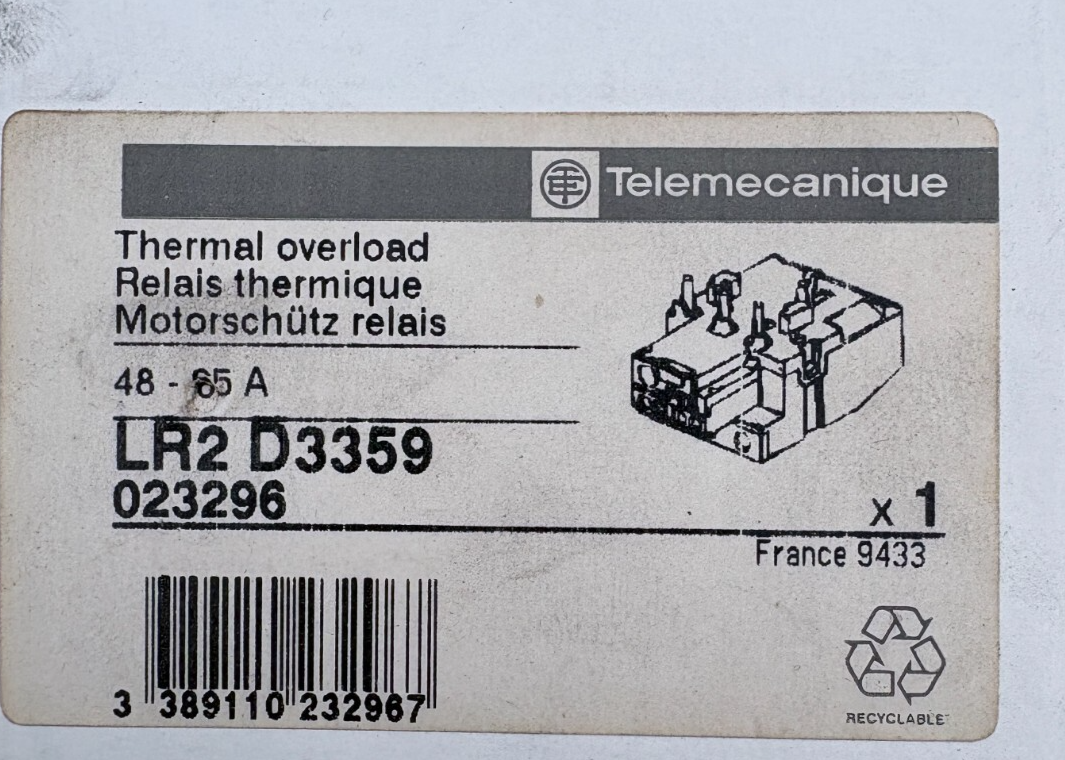 Telemecanique
Thermal overload
Relais thermique
Motorschütz relais
48 - 65 A
LR2 D3359
023296
x 1
France 9433
3 389110 232967
RECYCLABLE